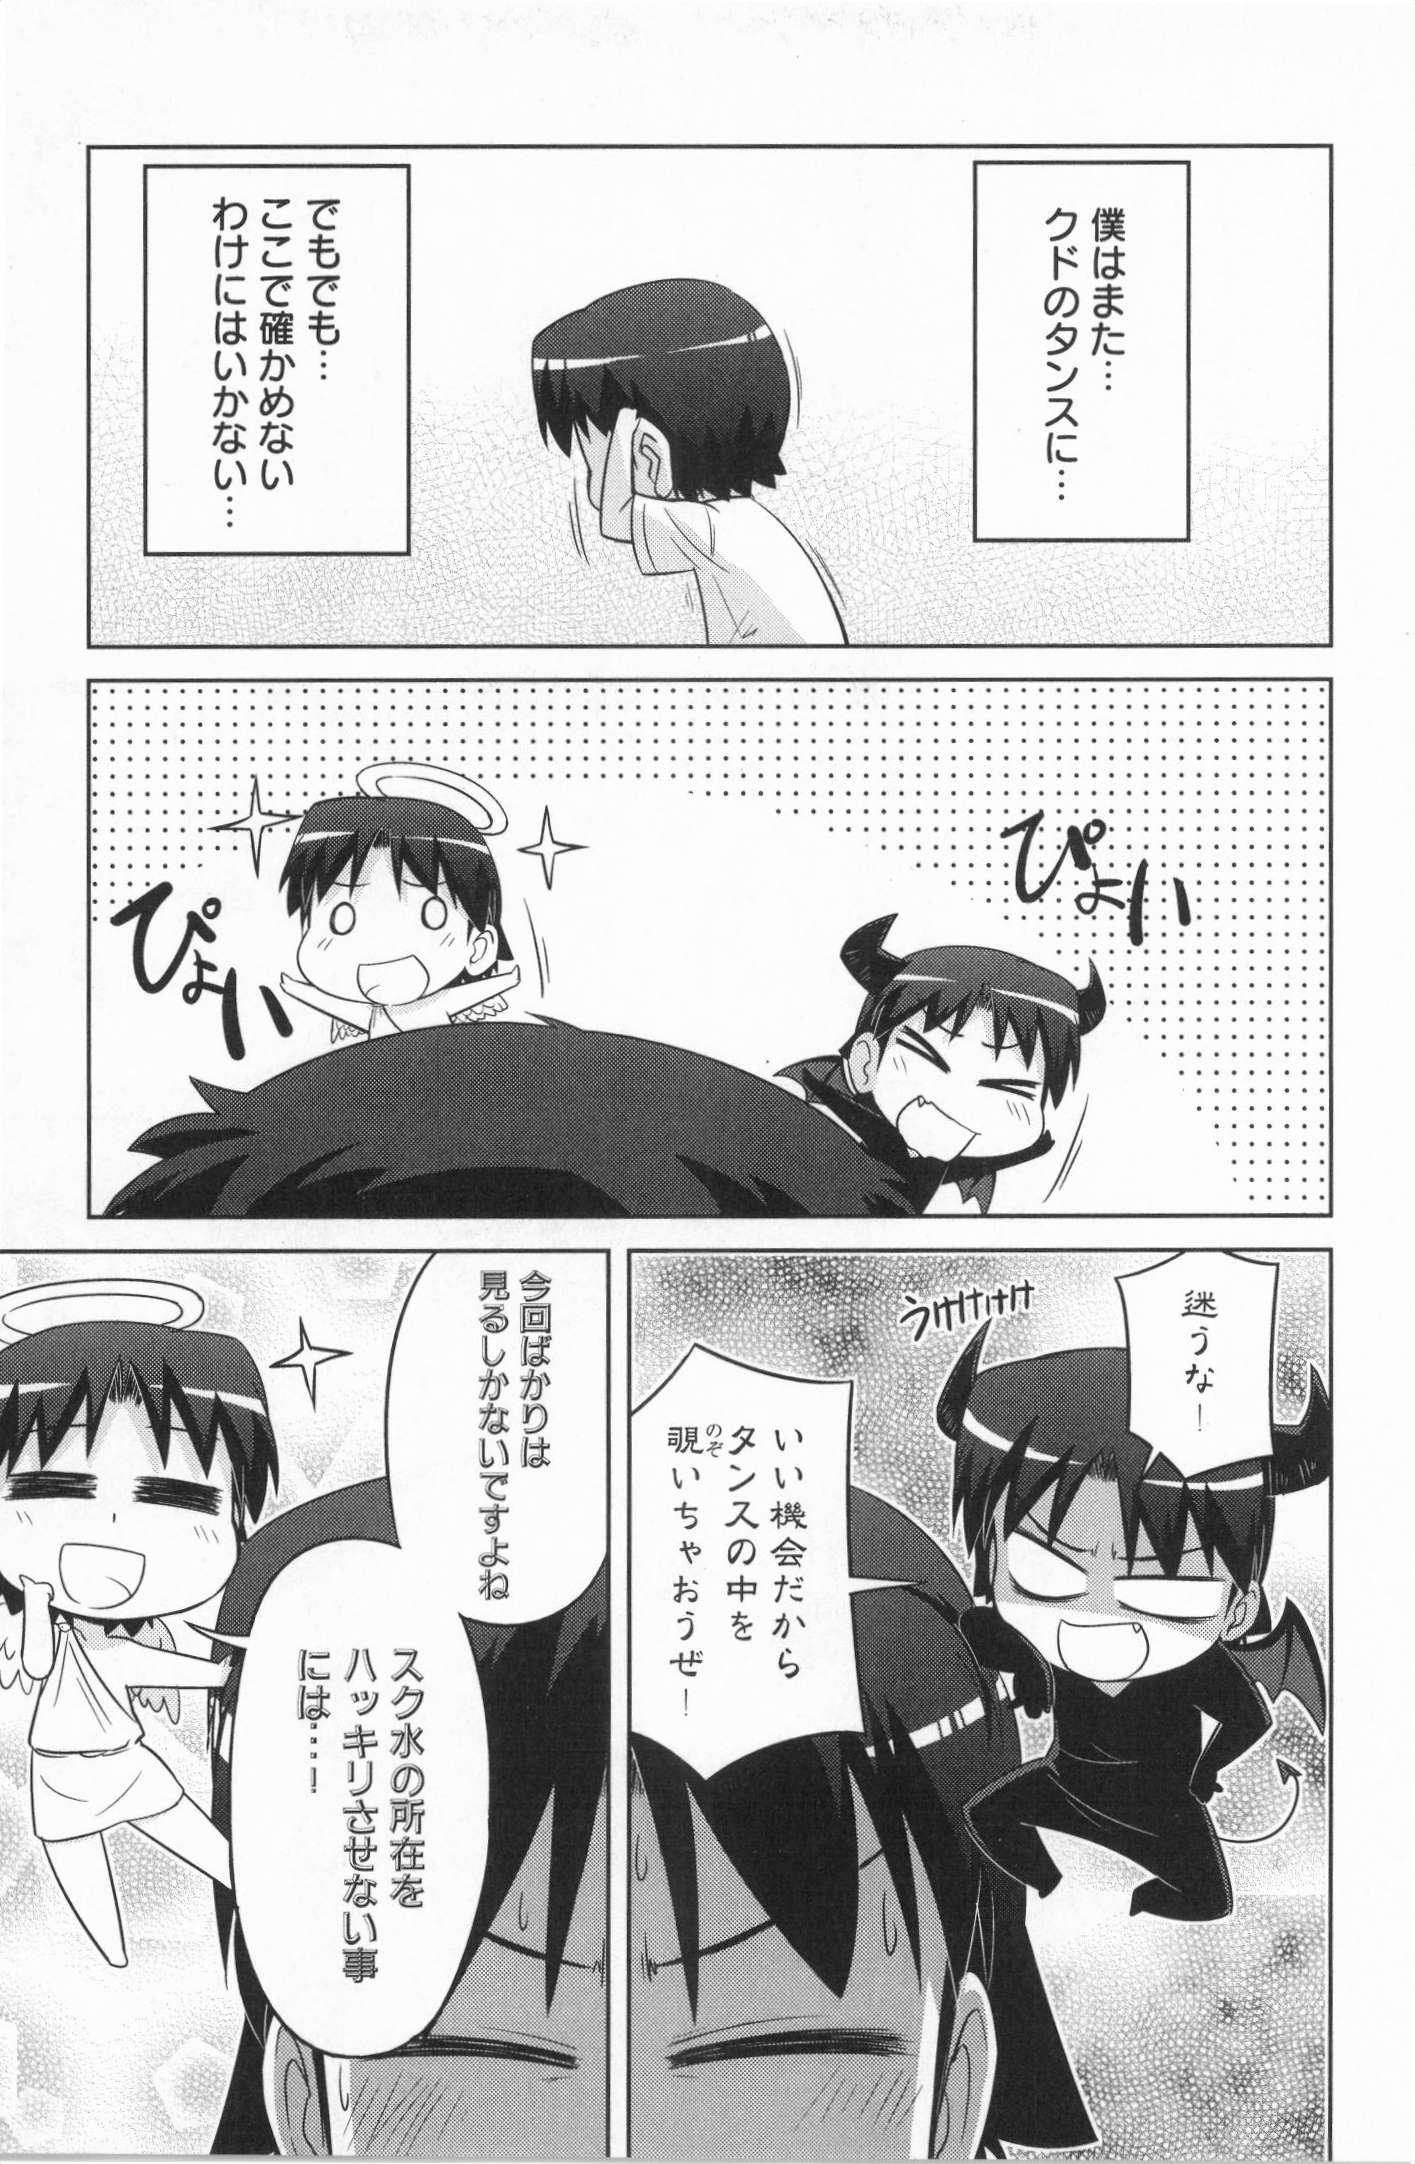 僕はまた…
クドのタンスに…
でもでも…
ここで確かめない
わけにはいかない…
ぴょい
ぴょい
迷うな!
うけけけけ
いい機会だから
タンスの中を
覗いちゃおうぜ!
のぞ
今回ばかりは
見るしかないですよね
スク水の所在を
ハッキリさせない事
には…!